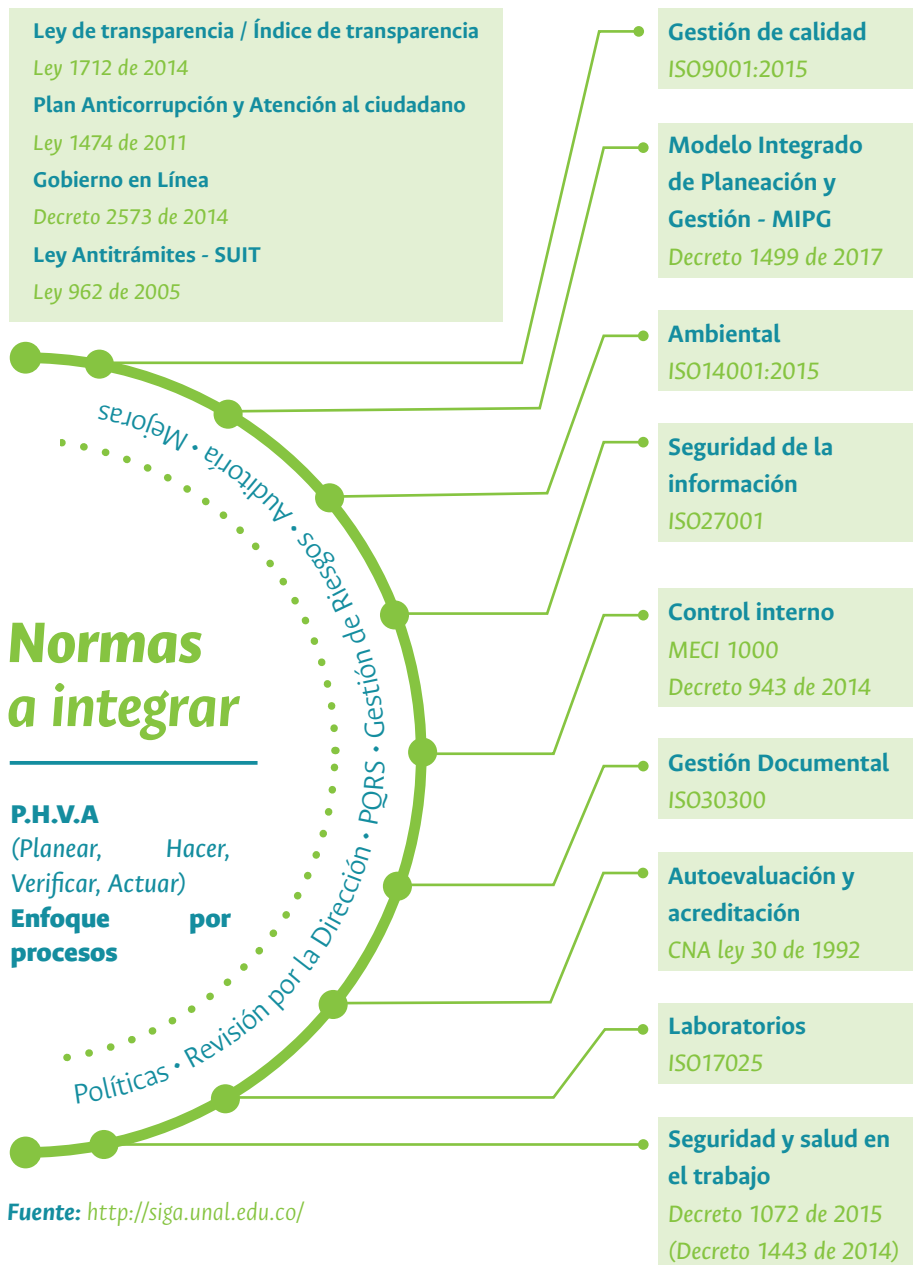 Ley de transparencia / Índice de transparencia
Ley 1712 de 2014
Plan Anticorrupción y Atención al ciudadano
Ley 1474 de 2011
Gobierno en Línea
Decreto 2573 de 2014
Ley Antitrámites - SUIT
Ley 962 de 2005
Normas
a integrar
P.H.V.A
(Planear, Hacer,
Verificar, Actuar)
Enfoque por
procesos
Políticas • Revisión por la Dirección • PQRS • Gestión de Riesgos • Auditoría • Mejoras
Gestión de calidad
ISO9001:2015
Modelo Integrado
de Planeación y
Gestión - MIPG
Decreto 1499 de 2017
Ambiental
ISO14001:2015
Seguridad de la
información
ISO27001
Control interno
MECI 1000
Decreto 943 de 2014
Gestión Documental
ISO30300
Autoevaluación y
acreditación
CNA ley 30 de 1992
Laboratorios
ISO17025
Seguridad y salud en
el trabajo
Decreto 1072 de 2015
(Decreto 1443 de 2014)
Fuente: http://siga.unal.edu.co/